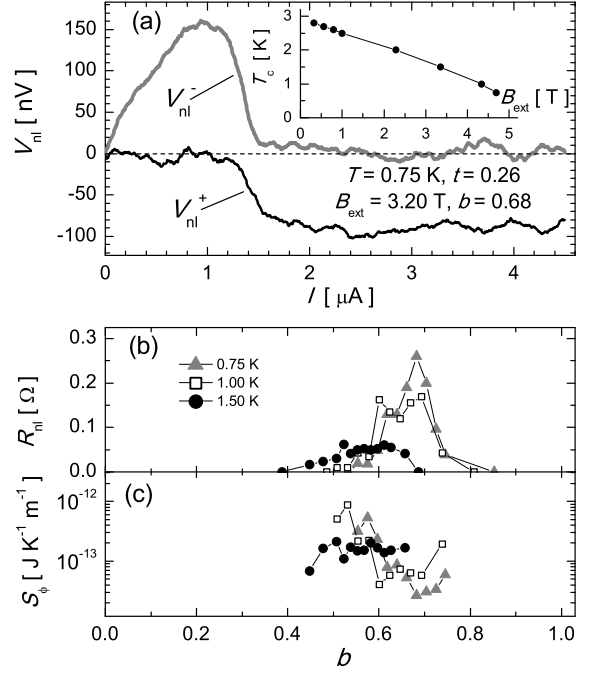 (a)
V_nl [ nV ]
150
100
50
0
-50
-100
V_nl^-
V_nl^+
T_c [ K ]
3
2
1
0
0 1 2 3 4 5
B_ext [ T ]
T = 0.75 K, t = 0.26
B_ext = 3.20 T, b = 0.68
0 1 2 3 4
I [ μA ]
(b)
R_nl [ Ω ]
0.3
0.2
0.1
0.0
0.75 K
1.00 K
1.50 K
(c)
S_ϕ [ J K^-1 m^-1 ]
10^-12
10^-13
0.0 0.2 0.4 0.6 0.8 1.0
b